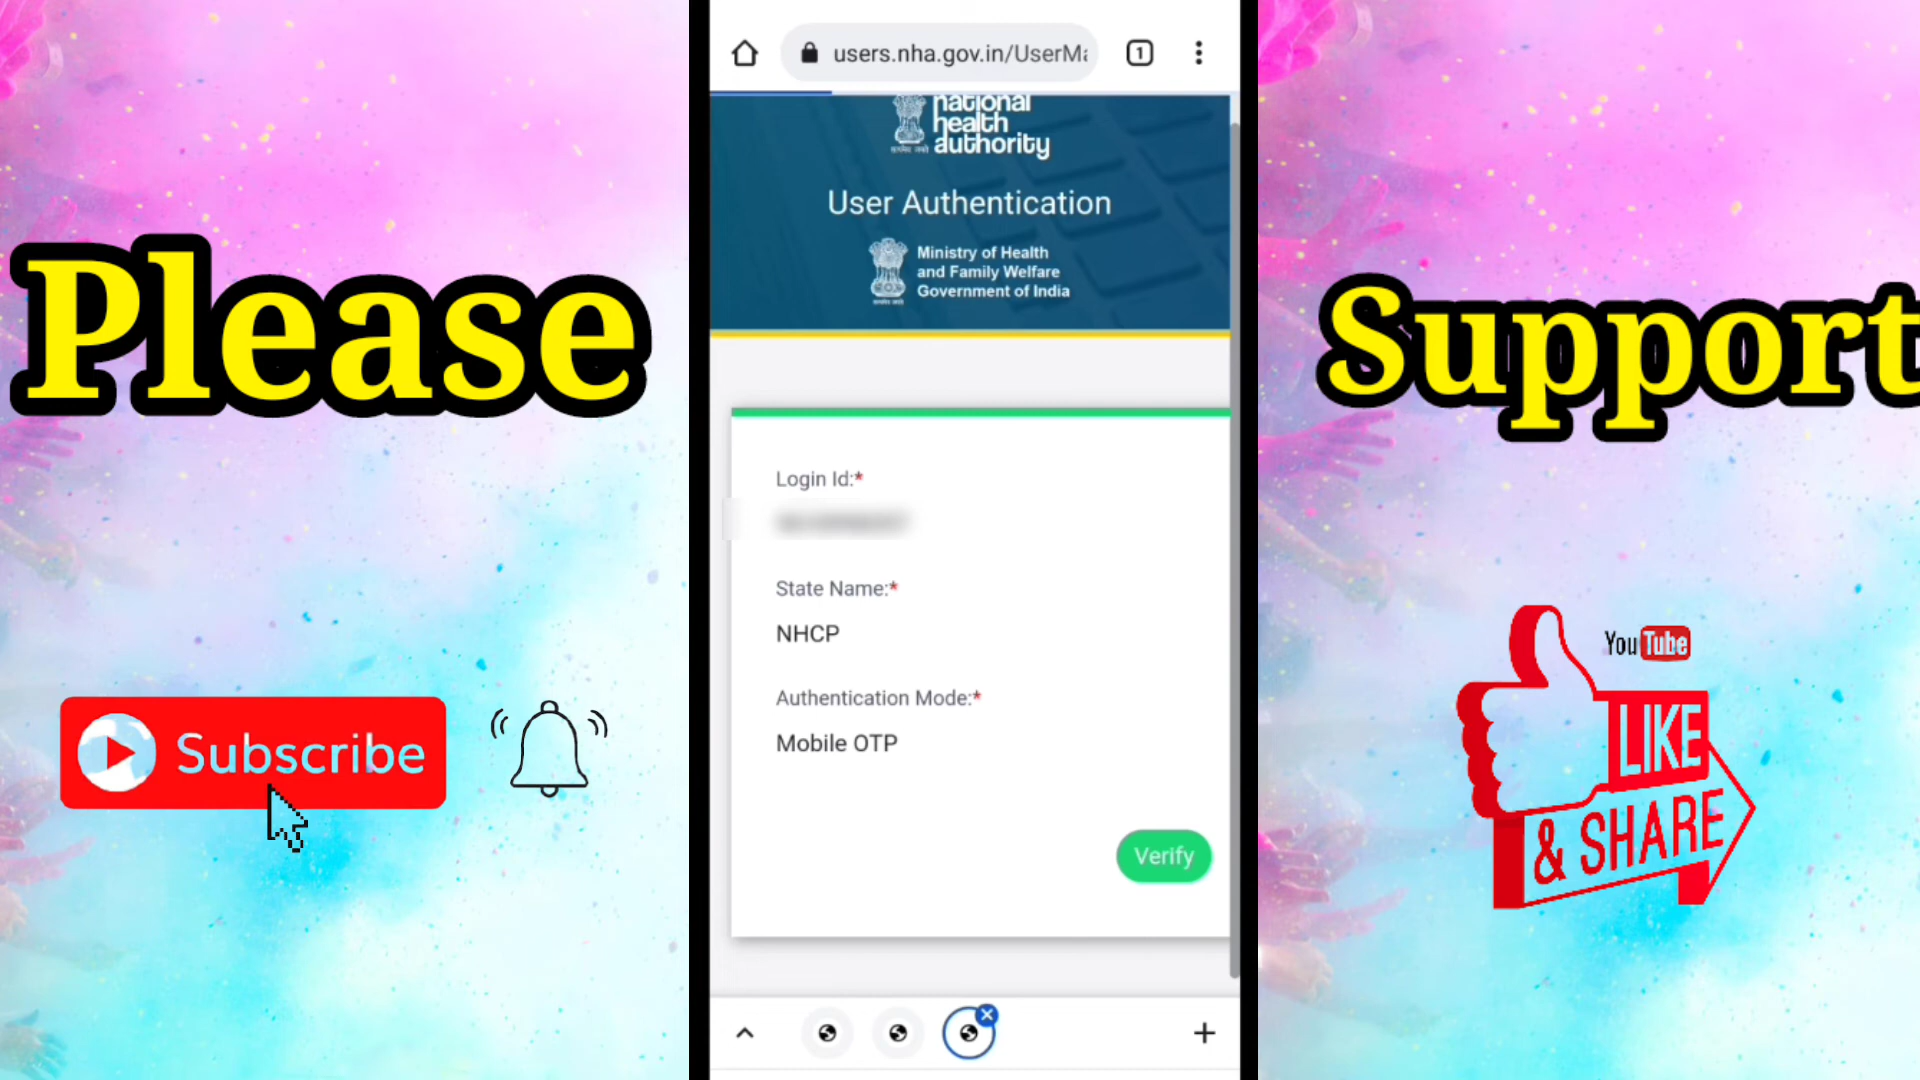 Please
Subscribe
users.nha.gov.in/UserMa
1
national
health
authority
User Authentication
Ministry of Health
and Family Welfare
Government of India
Login Id:*
State Name:*
NHCP
Authentication Mode:*
Mobile OTP
Verify
Support
YouTube
LIKE
& SHARE